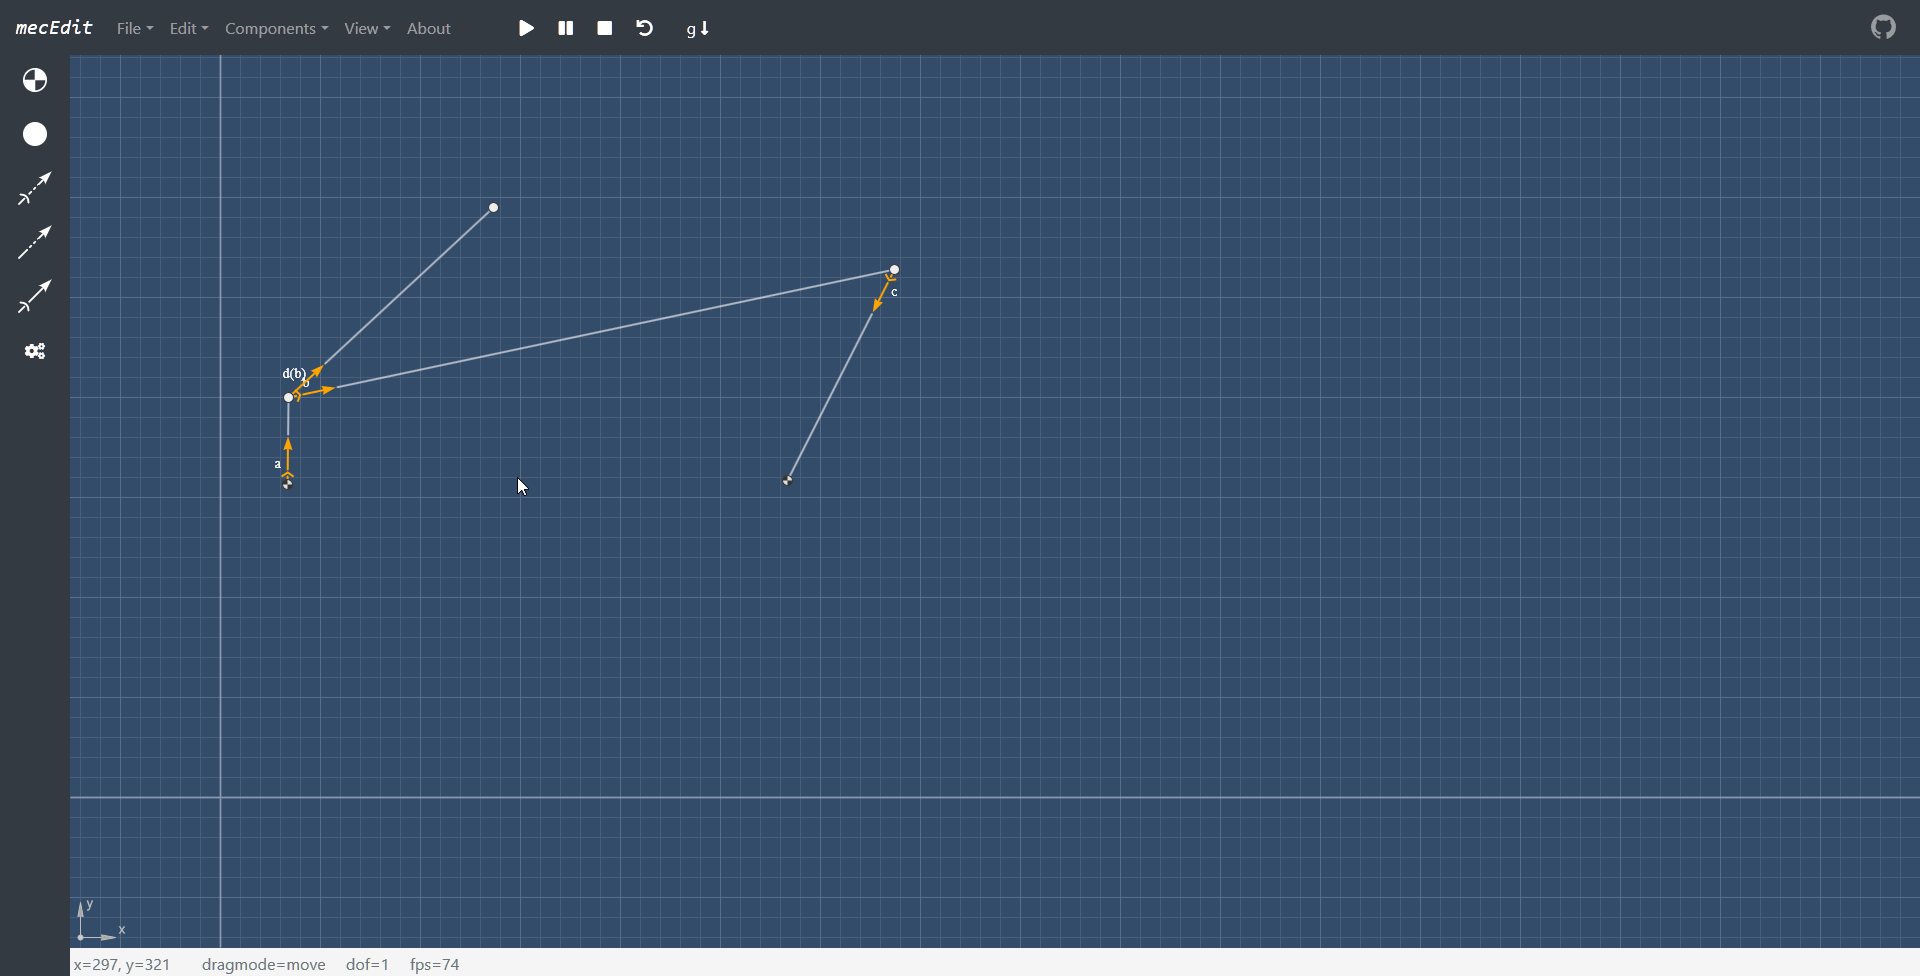 mecEdit File Edit Components View About g
c
d(b)
b
a
y
x
x=297, y=321 dragmode=move dof=1 fps=74